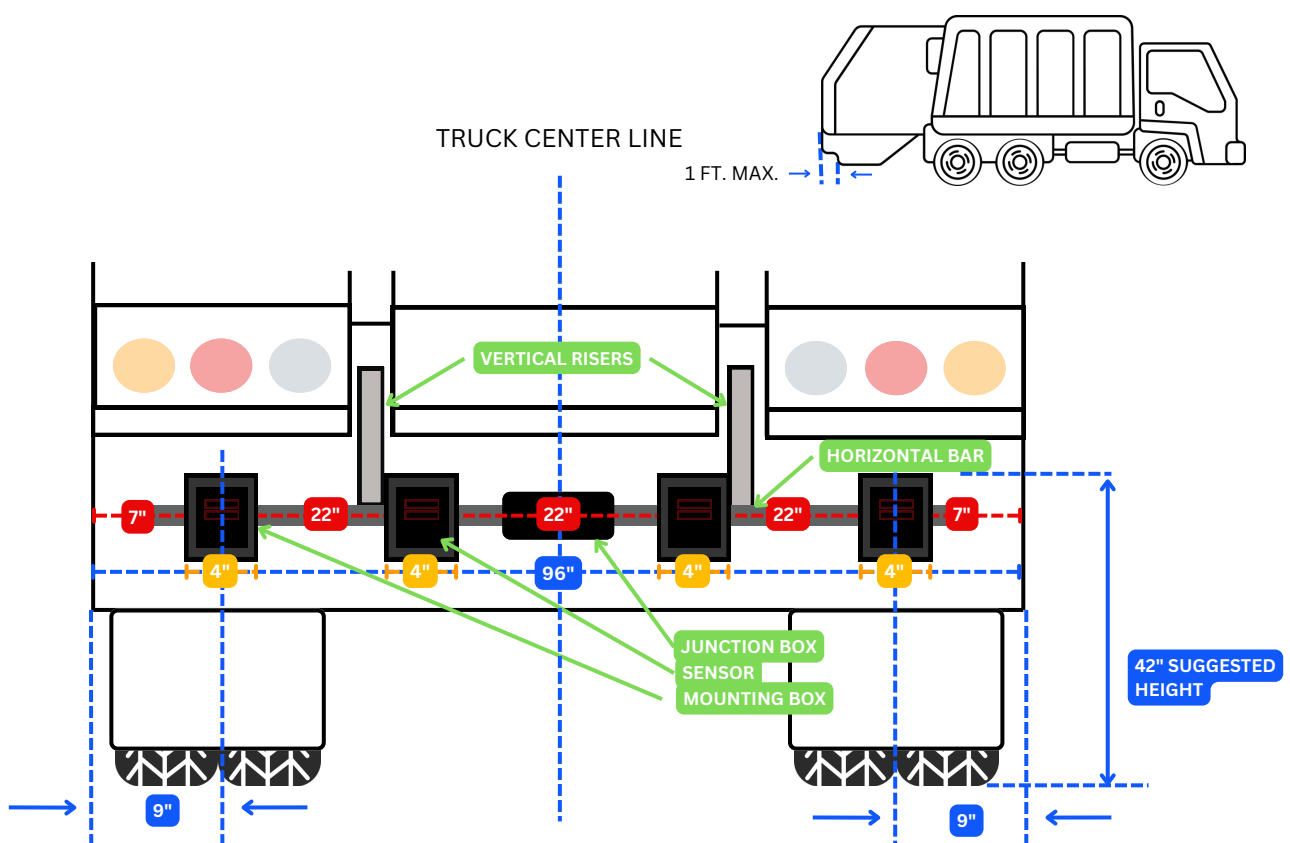 TRUCK CENTER LINE
1 FT. MAX.
VERTICAL RISERS
HORIZONTAL BAR
7"
22"
22"
22"
7"
4"
4"
96"
4"
4"
JUNCTION BOX
SENSOR
MOUNTING BOX
42" SUGGESTED
HEIGHT
9"
9"